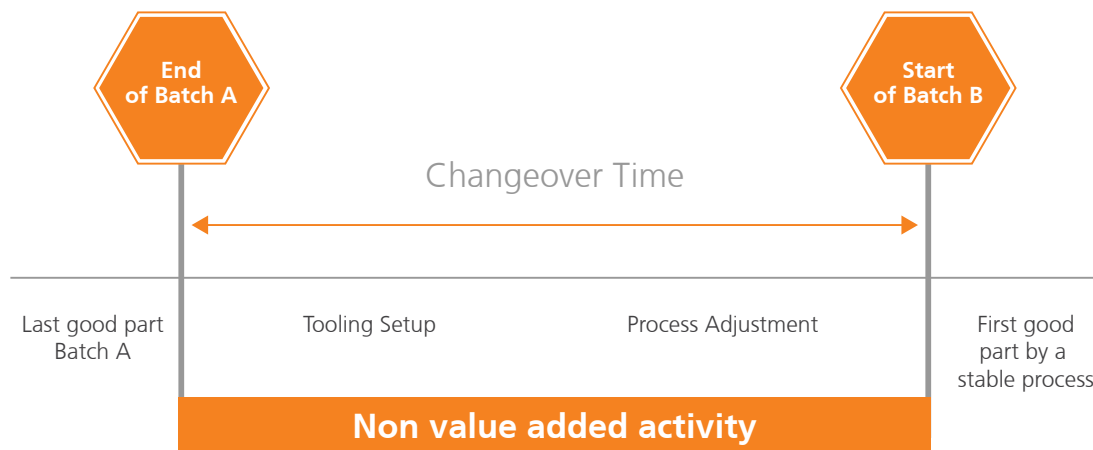 End
of Batch A
Start
of Batch B
Changeover Time
Last good part
Batch A
Tooling Setup
Process Adjustment
First good
part by a
stable process
Non value added activity